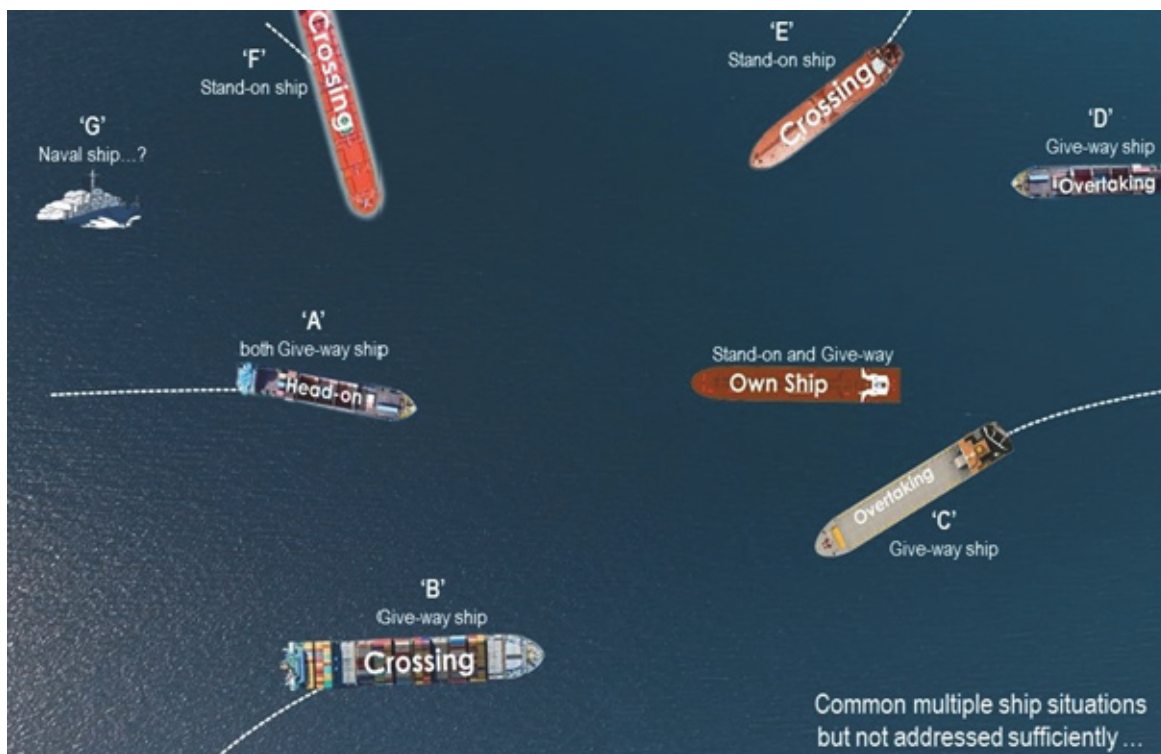 'F'
Stand-on ship
Crossing
'E'
Stand-on ship
Crossing
'D'
Give-way ship
Overtaking
'G'
Naval ship…?
'A'
both Give-way ship
Head-on
Stand-on and Give-way
Own Ship
Overtaking
'C'
Give-way ship
'B'
Give-way ship
Crossing
Common multiple ship situations
but not addressed sufficiently …